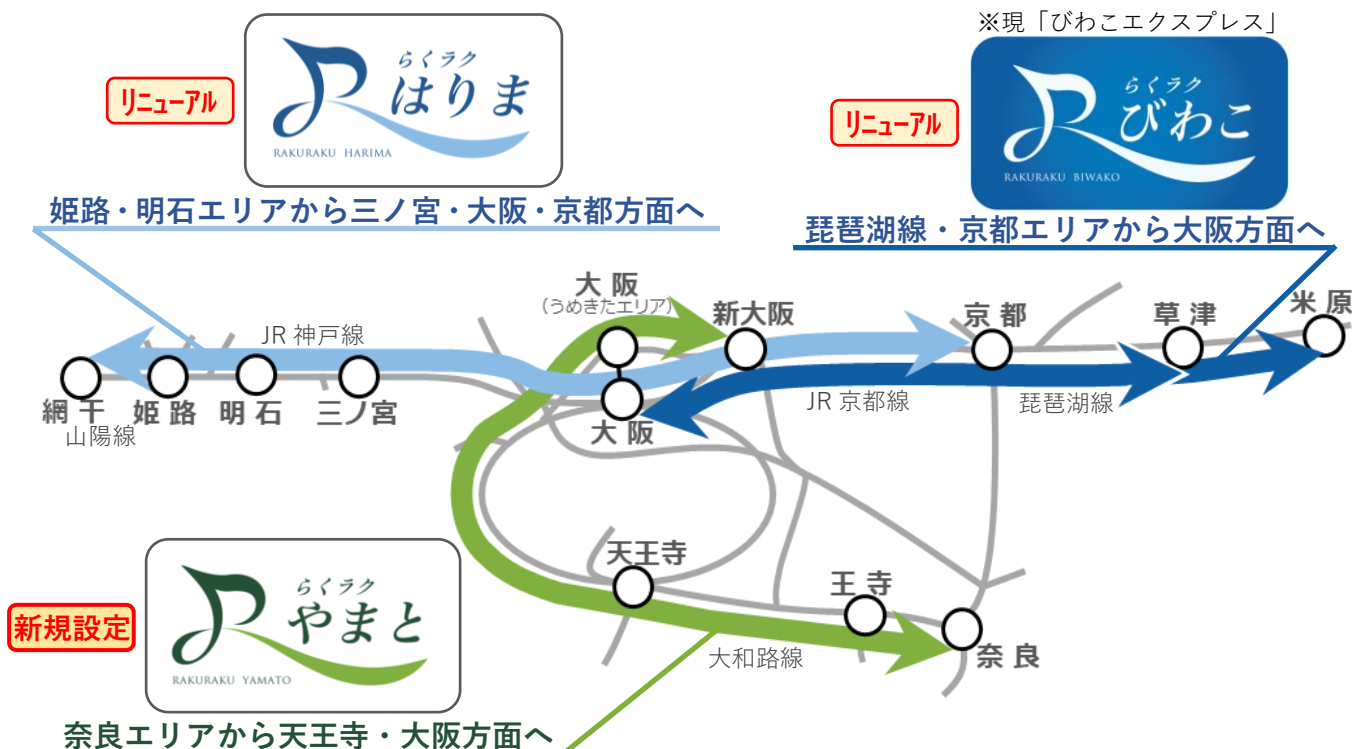 ※現「びわこエクスプレス」
リニューアル
らくラク
はりま
RAKURAKU HARIMA
リニューアル
らくラク
びわこ
RAKURAKU BIWAKO
姫路・明石エリアから三ノ宮・大阪・京都方面へ
琵琶湖線・京都エリアから大阪方面へ
大阪
(うめきたエリア)
新大阪
京都
草津
米原
JR神戸線
網干
姫路
明石
三ノ宮
山陽線
大阪
JR京都線
琵琶湖線
天王寺
王寺
奈良
大和路線
新規設定
らくラク
やまと
RAKURAKU YAMATO
奈良エリアから天王寺・大阪方面へ